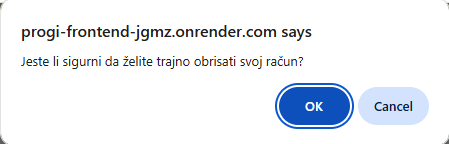 progi-frontend-jgmz.onrender.com says
Jeste li sigurni da želite trajno obrisati svoj račun?
OK
Cancel